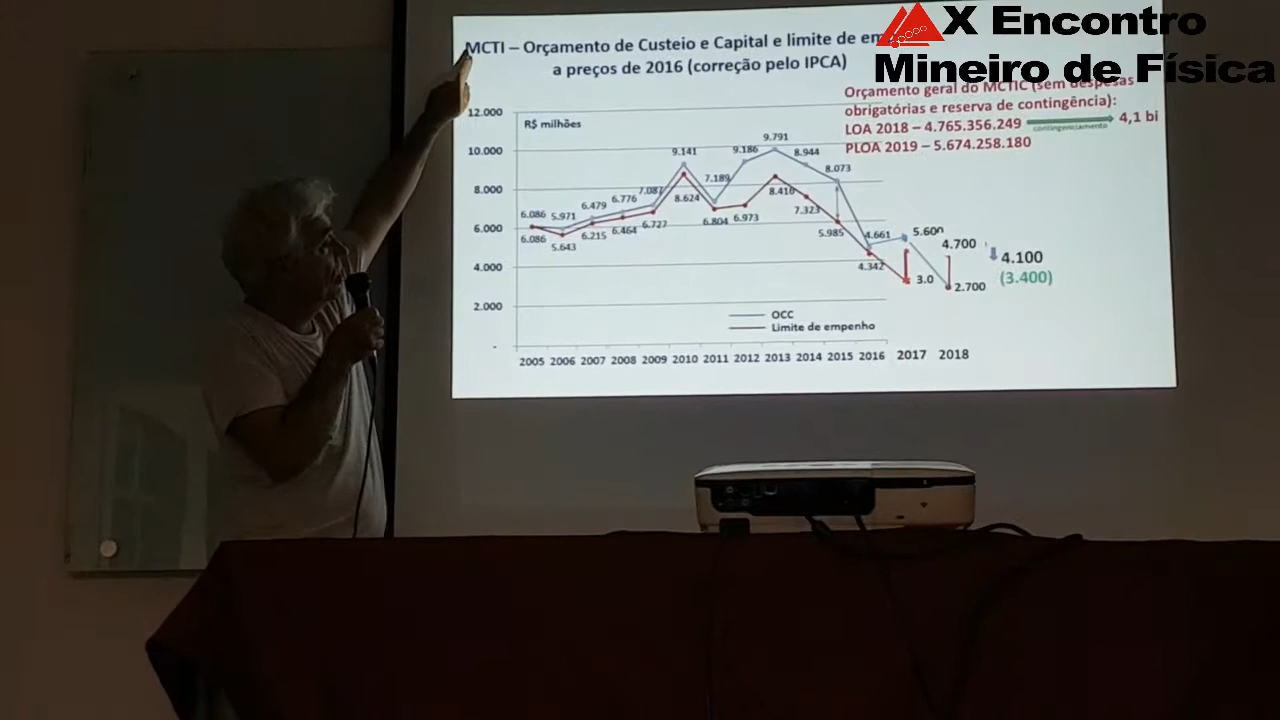 X Encontro
Mineiro de Física
MCTI – Orçamento de Custeio e Capital e limite de em
a preços de 2016 (correção pelo IPCA)
Orçamento geral do MCTIC (sem despesas
obrigatórias e reserva de contingência):
LOA 2018 – 4.765.356.249
contingenciamento
4,1 bi
PLOA 2019 – 5.674.258.180
R$ milhões
12.000
10.000
8.000
6.000
4.000
2.000
-
6.086 5.971 6.479 6.776 7.087 9.141 7.189 9.186 9.791 8.944 8.073 4.661 5.600 4.700 4.100
(3.400)
6.086 5.643 6.215 6.464 6.727 8.624 6.804 6.973 8.416 7.323 5.985 4.342 3.0 2.700
OCC
Limite de empenho
2005 2006 2007 2008 2009 2010 2011 2012 2013 2014 2015 2016 2017 2018